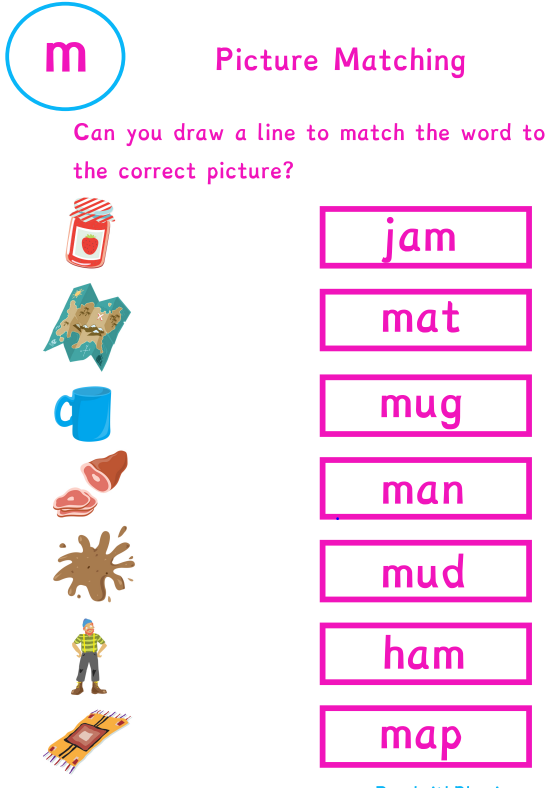 m
Picture Matching
Can you draw a line to match the word to
the correct picture?
jam
mat
mug
man
mud
ham
map